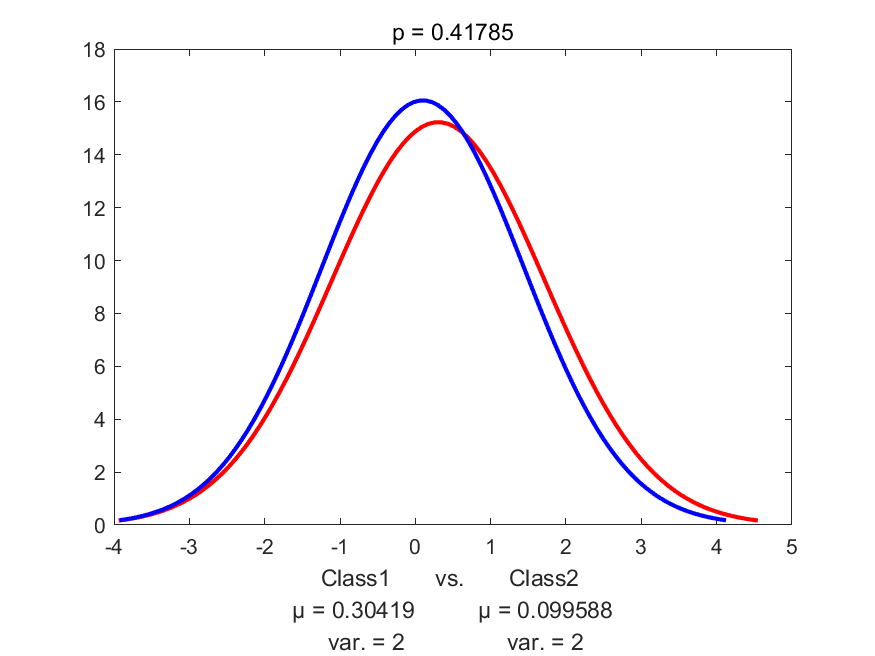 p = 0.41785
18
16
14
12
10
8
6
4
2
0
-4 -3 -2 -1 0 1 2 3 4 5
Class1 vs. Class2
μ = 0.30419 μ = 0.099588
var. = 2 var. = 2